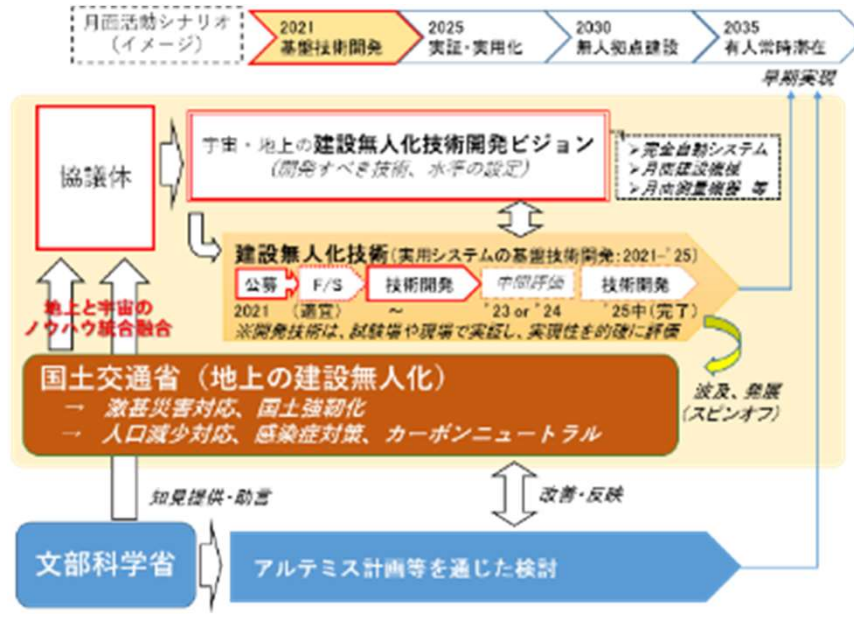 月面活動シナリオ
(イメージ)
2021
基盤技術開発
2025
実証・実用化
2030
無人拠点建設
2035
有人常時滞在
早期実現
協議休
宇宙・地上の建設無人化技術開発ビジョン
(開発すべき技術、水準の設定)
➢完全自動システム
➢月面建設機械
➢月面測量機器 等
建設無人化技術(実用システムの基盤技術開発:2021-'25)
公募
F/S
技術開発
中間評価
技術開発
2021
(適宜)
~
'23 or '24
'25中(完了)
※開発技術は、試験場や現場で実証し、実現性を的確に評価
地上と宇宙の
ノウハウ統合融合
国土交通省(地上の建設無人化)
→ 激甚災害対応、国土強靭化
→ 人口減少対応、感染症対策、カーボンニュートラル
波及、発展
(スピンオフ)
知見提供・助言
改善・反映
文部科学省
アルテミス計画等を通じた検討